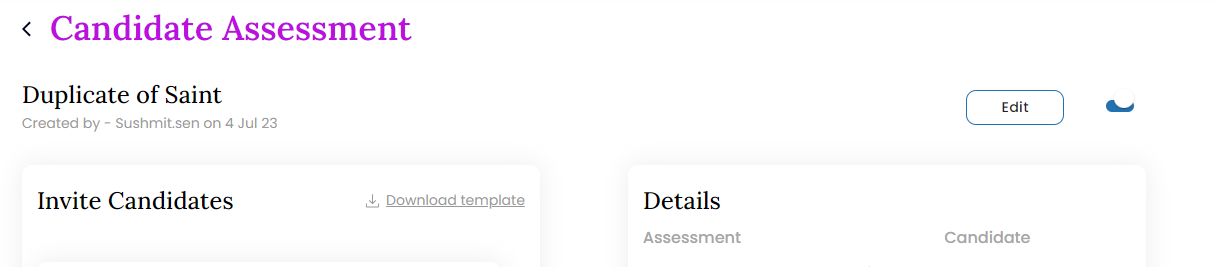 Candidate Assessment
Duplicate of Saint
Created by - Sushmit.sen on 4 Jul 23
Edit
Invite Candidates
Download template
Details
Assessment
Candidate